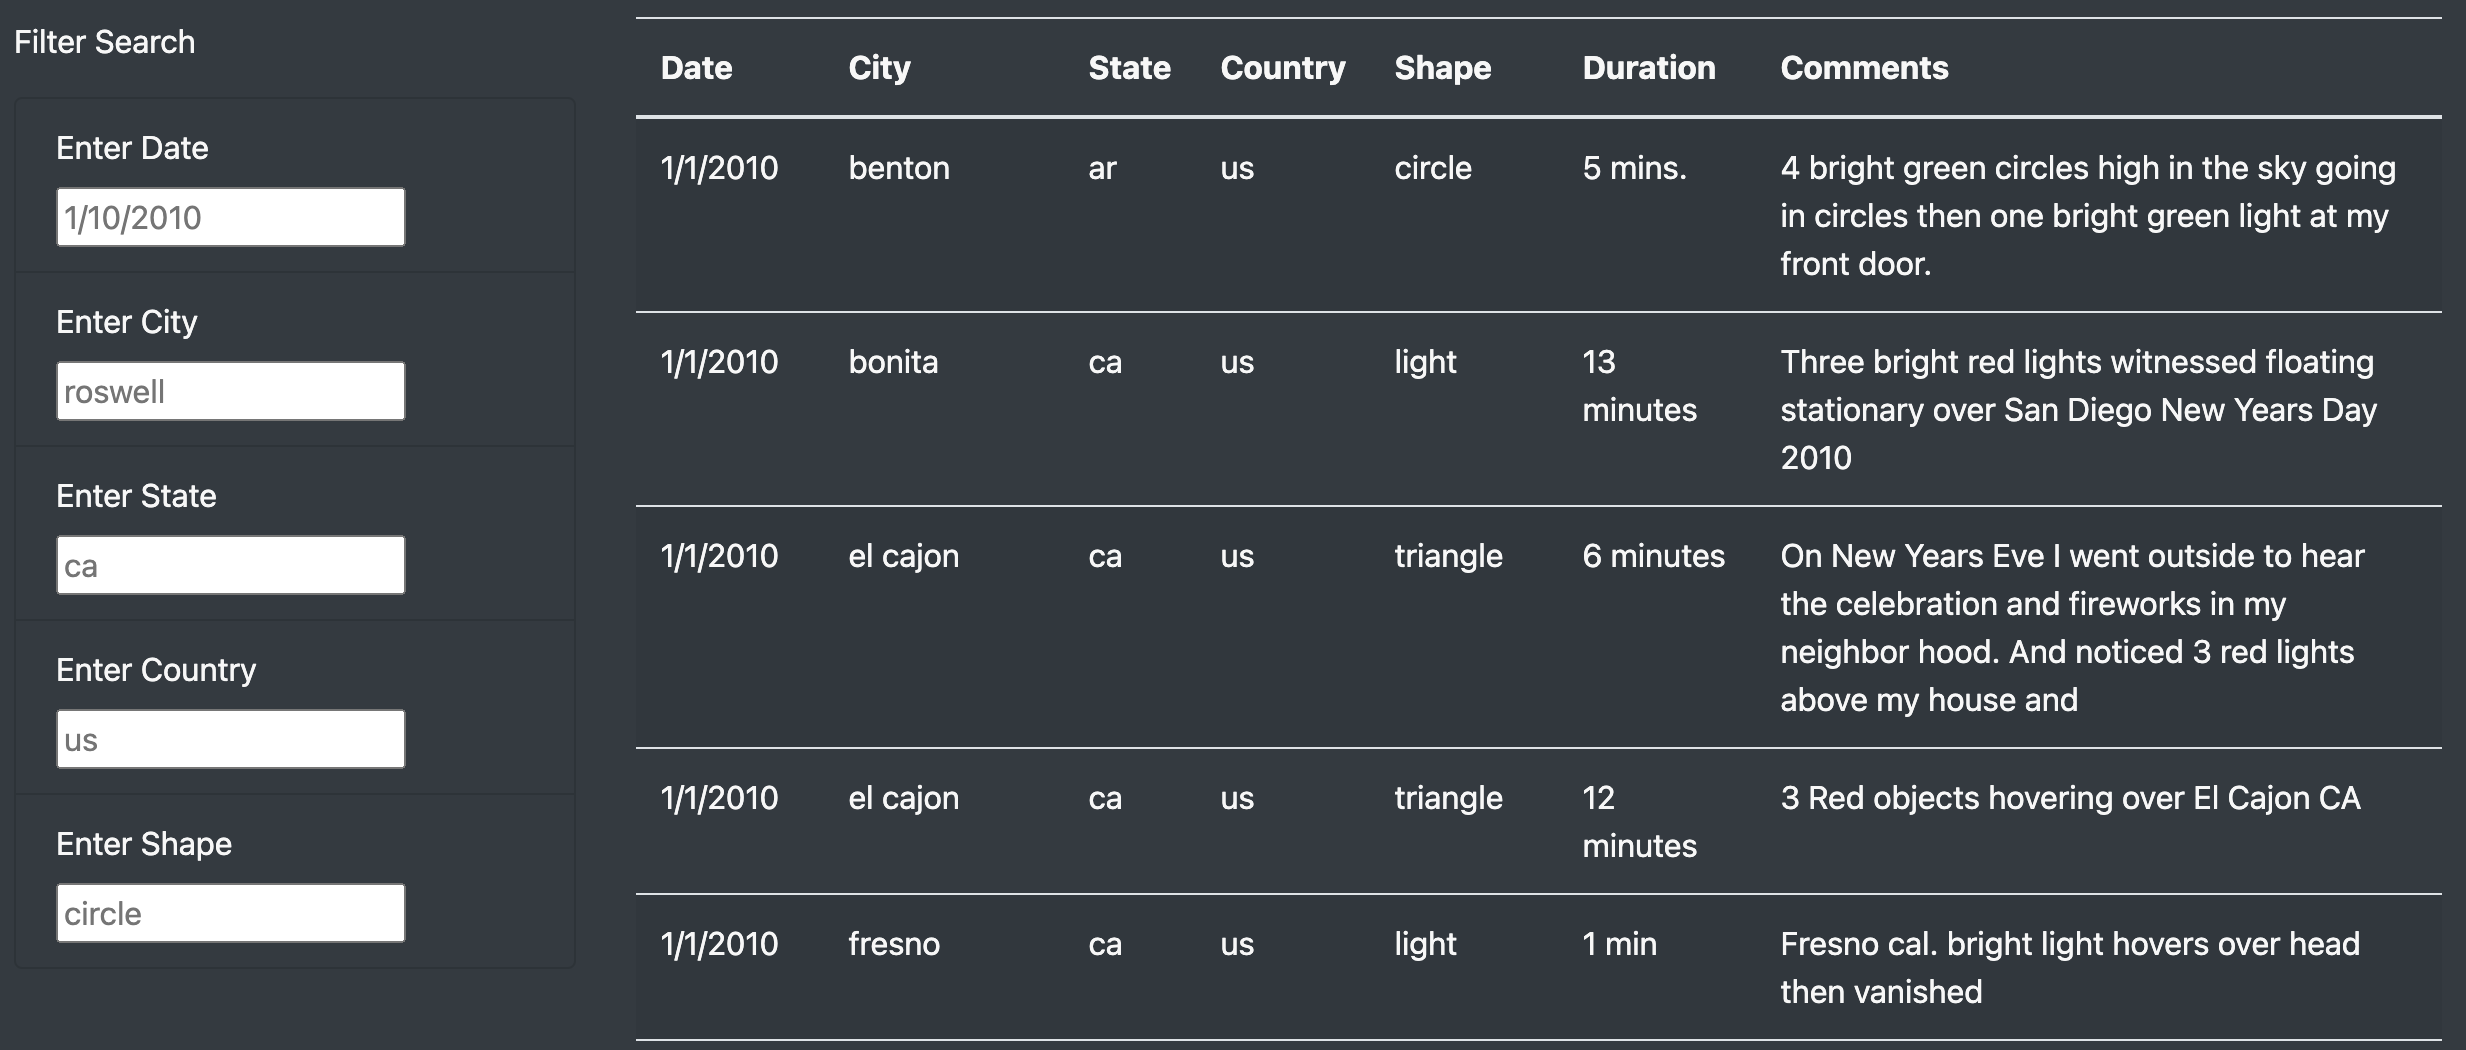 Filter Search
Enter Date
1/10/2010
Enter City
roswell
Enter State
ca
Enter Country
us
Enter Shape
circle
Date City State Country Shape Duration Comments
1/1/2010 benton ar us circle 5 mins. 4 bright green circles high in the sky going
in circles then one bright green light at my
front door.
1/1/2010 bonita ca us light 13 Three bright red lights witnessed floating
minutes stationary over San Diego New Years Day
2010
1/1/2010 el cajon ca us triangle 6 minutes On New Years Eve I went outside to hear
the celebration and fireworks in my
neighbor hood. And noticed 3 red lights
above my house and
1/1/2010 el cajon ca us triangle 12 3 Red objects hovering over El Cajon CA
minutes
1/1/2010 fresno ca us light 1 min Fresno cal. bright light hovers over head
then vanished